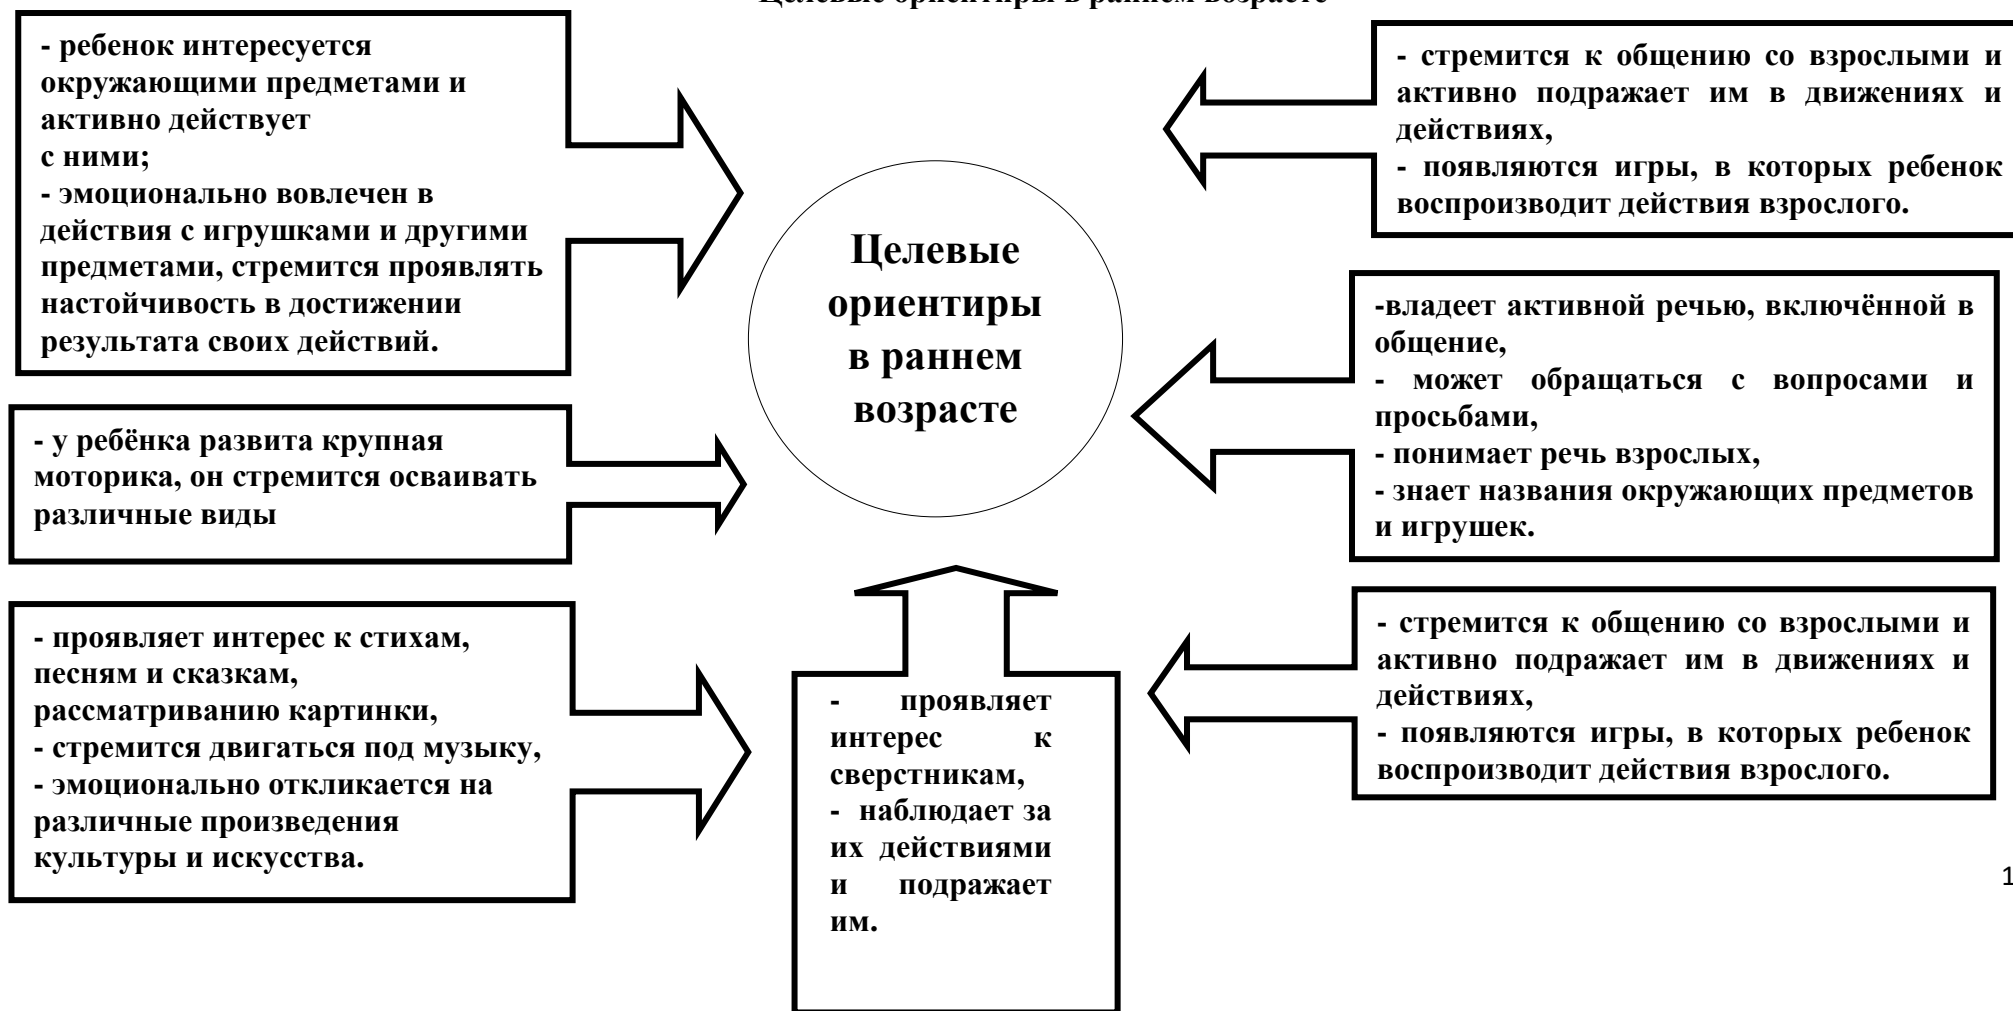 Целевые ориентиры в раннем возрасте
- ребенок интересуется
окружающими предметами и
активно действует
с ними;
- эмоционально вовлечен в
действия с игрушками и другими
предметами, стремится проявлять
настойчивость в достижении
результата своих действий.
- у ребёнка развита крупная
моторика, он стремится осваивать
различные виды
- проявляет интерес к стихам,
песням и сказкам,
рассматриванию картинки,
- стремится двигаться под музыку,
- эмоционально откликается на
различные произведения
культуры и искусства.
Целевые
ориентиры
в раннем
возрасте
- проявляет
интерес к
сверстникам,
- наблюдает за
их действиями
и подражает
им.
- стремится к общению со взрослыми и
активно подражает им в движениях и
действиях,
- появляются игры, в которых ребенок
воспроизводит действия взрослого.
-владеет активной речью, включённой в
общение,
- может обращаться с вопросами и
просьбами,
- понимает речь взрослых,
- знает названия окружающих предметов
и игрушек.
- стремится к общению со взрослыми и
активно подражает им в движениях и
действиях,
- появляются игры, в которых ребенок
воспроизводит действия взрослого.
1